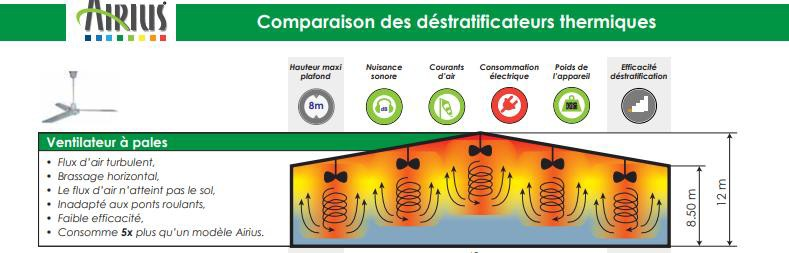 AIRIUS
Comparaison des déstratificateurs thermiques
Hauteur maxi
plafond
Nuisance
sonore
Courants
d'air
Consommation
électrique
Poids de
l'appareil
Efficacité
déstratification
8m
dB
Ventilateur à pales
• Flux d'air turbulent,
• Brassage horizontal,
• Le flux d'air n'atteint pas le sol,
• Inadapté aux ponts roulants,
• Faible efficacité,
• Consomme 5x plus qu'un modèle Airius.
8.50 m
12 m